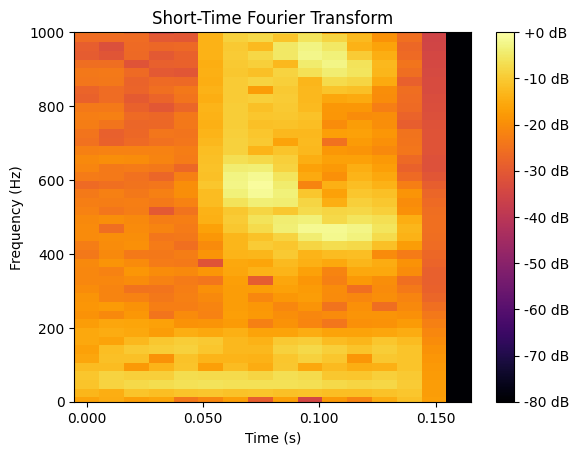 Short-Time Fourier Transform
1000
800
600
400
200
0
Frequency (Hz)
0.000
0.050
0.100
0.150
Time (s)
+0 dB
-10 dB
-20 dB
-30 dB
-40 dB
-50 dB
-60 dB
-70 dB
-80 dB